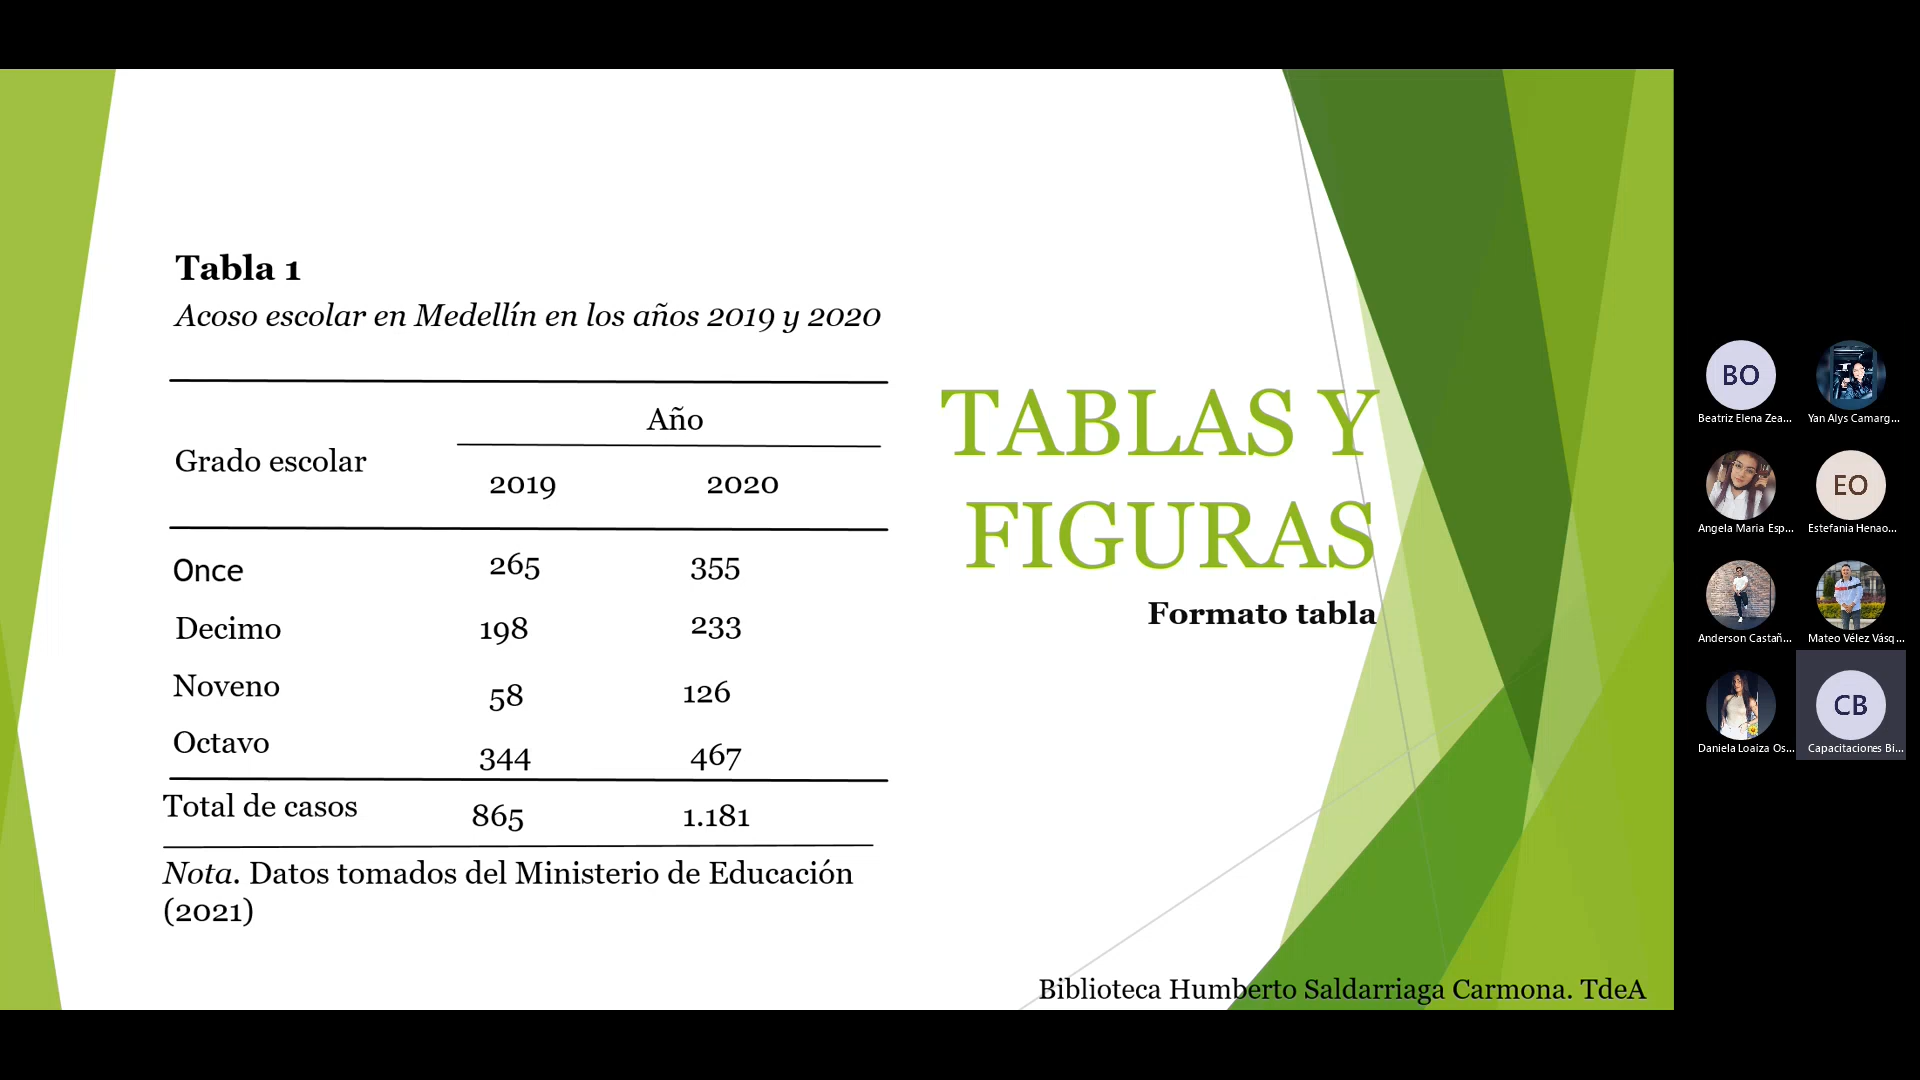 Tabla 1
Acoso escolar en Medellín en los años 2019 y 2020
Año
Grado escolar
2019 2020
Once 265 355
Decimo 198 233
Noveno 58 126
Octavo 344 467
Total de casos 865 1.181
Nota. Datos tomados del Ministerio de Educación
(2021)
TABLAS Y
FIGURAS
Formato tabla
Biblioteca Humberto Saldarriaga Carmona. TdeA
BO
Beatriz Elena Zea...
Yan Alys Camarg...
Angela María Esp...
EO
Estefania Henao...
Anderson Castañ...
Mateo Vélez Vásq...
Daniela Loaiza Os...
CB
Capacitaciones Bi...